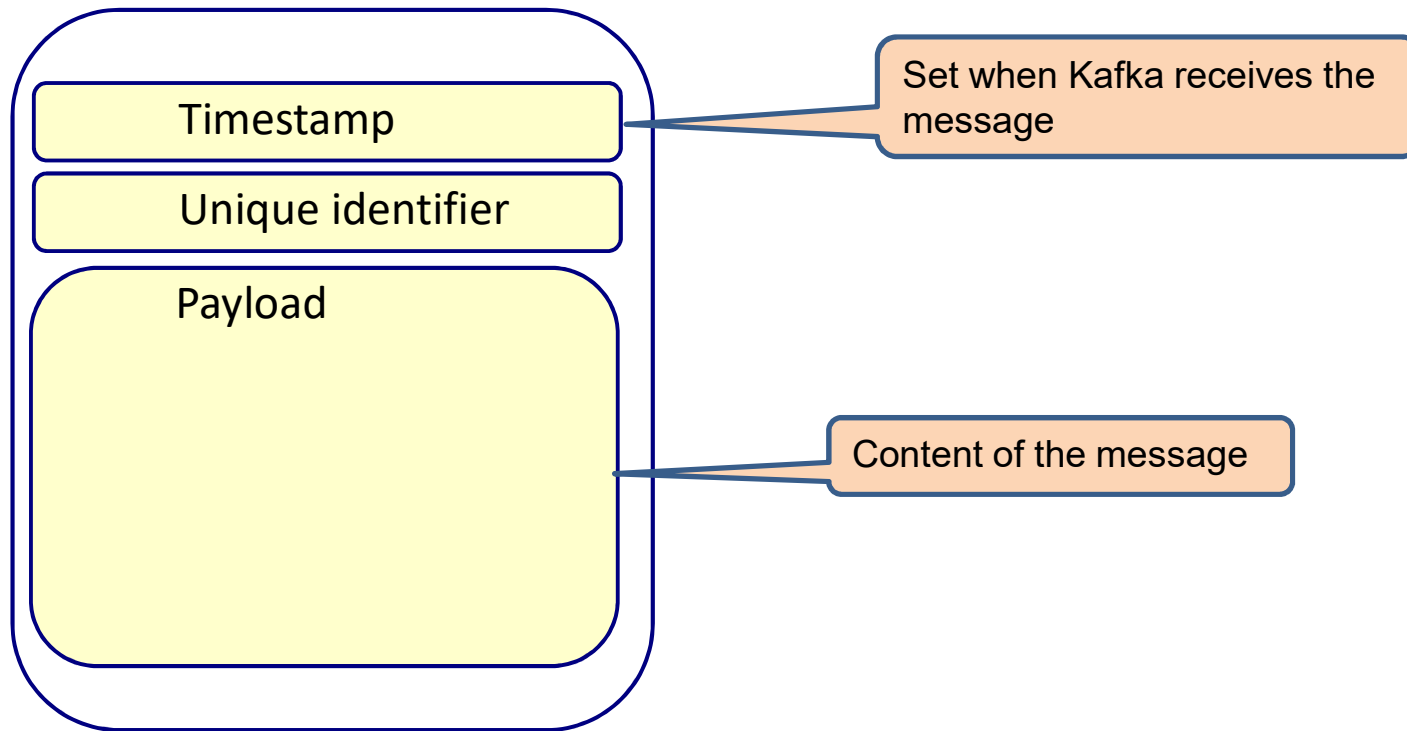 Timestamp
Set when Kafka receives the
message
Unique identifier
Payload
Content of the message